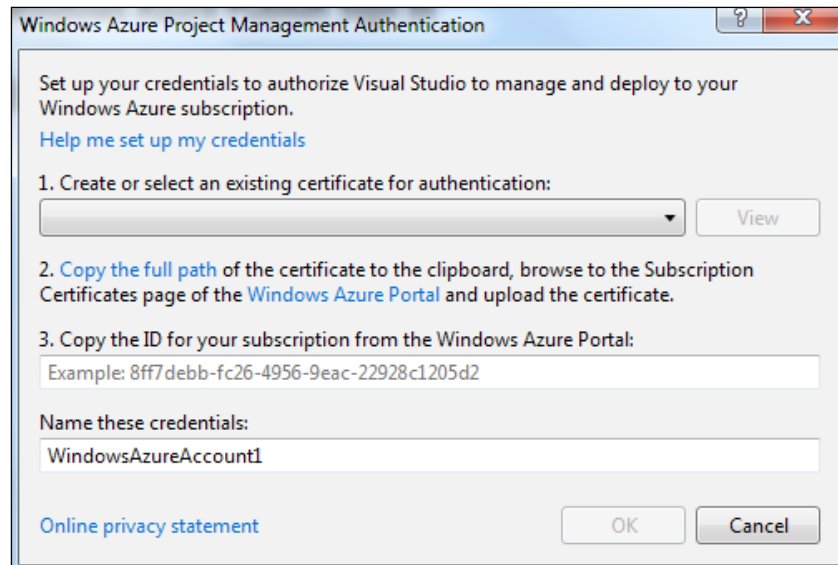 Windows Azure Project Management Authentication
?
Set up your credentials to authorize Visual Studio to manage and deploy to your
Windows Azure subscription.
Help me set up my credentials
1. Create or select an existing certificate for authentication:
View
2. Copy the full path of the certificate to the clipboard, browse to the Subscription
Certificates page of the Windows Azure Portal and upload the certificate.
3. Copy the ID for your subscription from the Windows Azure Portal:
Example: 8ff7debb-fc26-4956-9eac-22928c1205d2
Name these credentials:
WindowsAzureAccount1
Online privacy statement
OK
Cancel